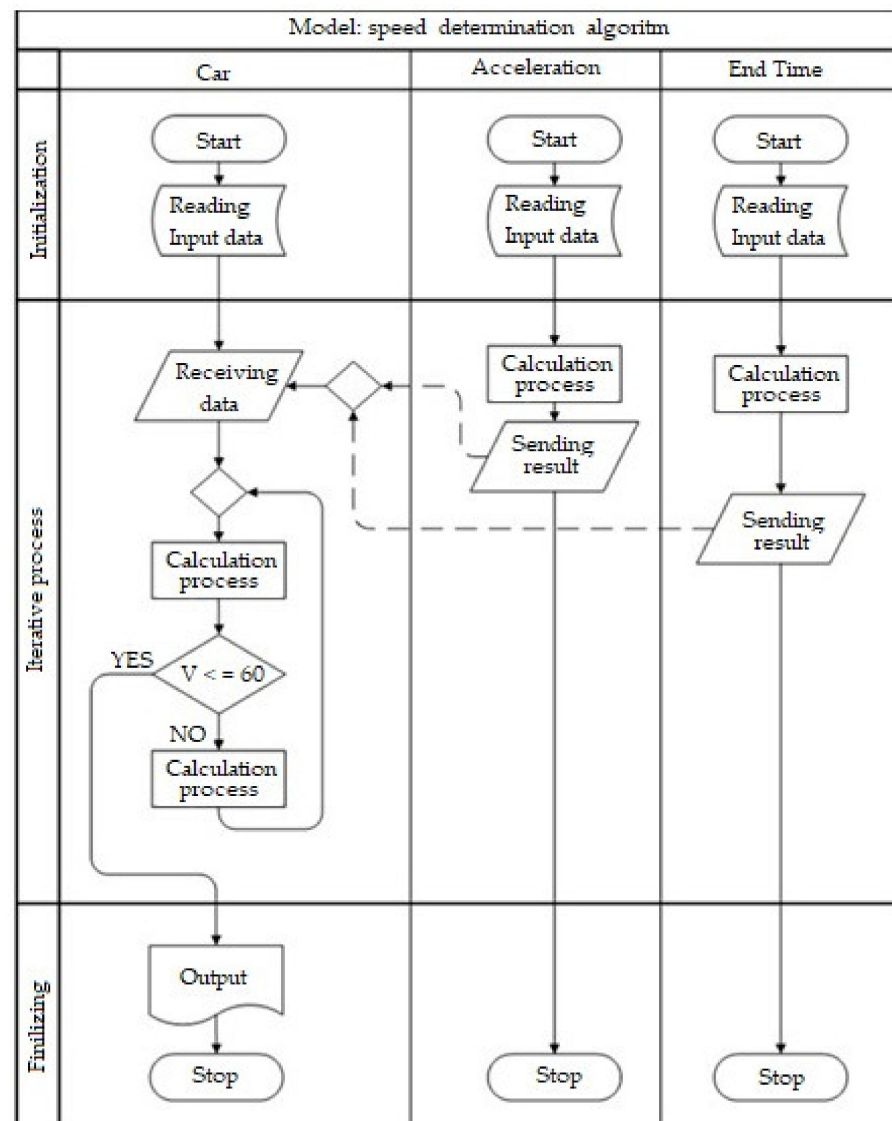 Model: speed determination algoritm
Car
Acceleration
End Time
Initialization
Start
Start
Start
Reading
Input data
Reading
Input data
Reading
Input data
Iterative process
Receiving
data
Calculation
process
Calculation
process
Sending
result
Sending
result
Calculation
process
YES
V < = 60
NO
Calculation
process
Finilizing
Output
Stop
Stop
Stop